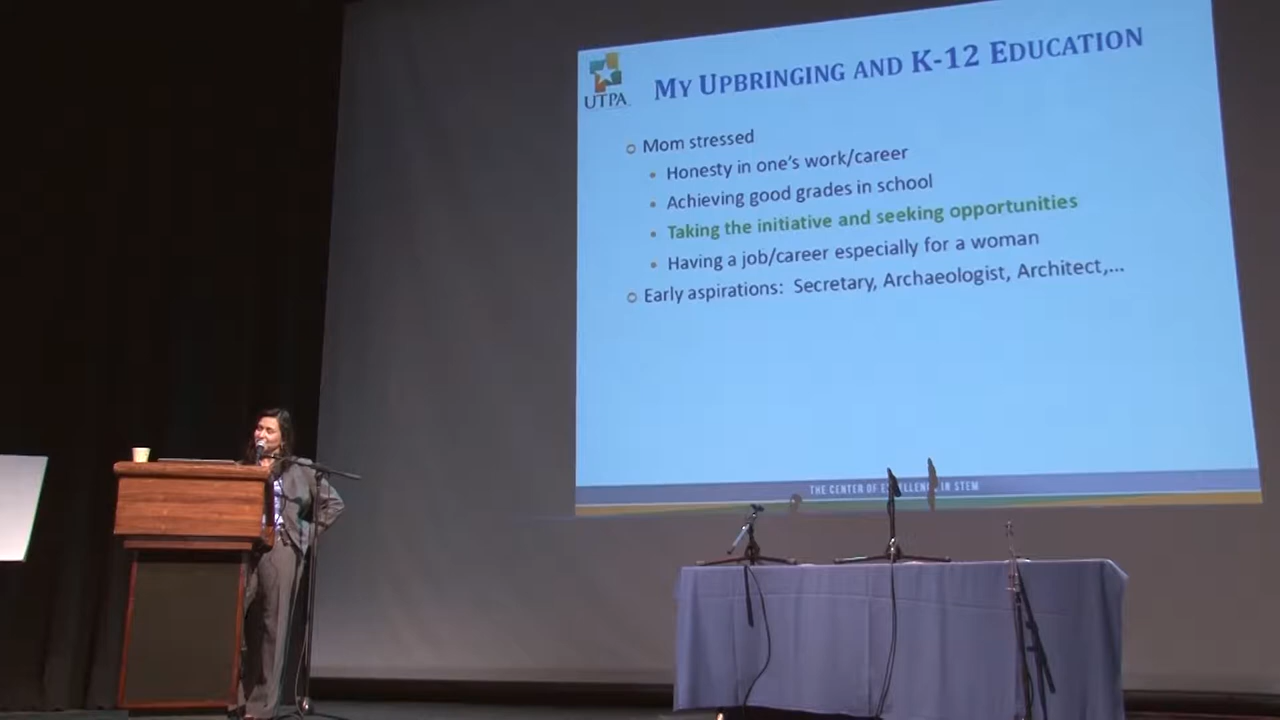 UTPA
MY UPBRINGING AND K-12 EDUCATION
Mom stressed
Honesty in one's work/career
Achieving good grades in school
Taking the initiative and seeking opportunities
Having a job/career especially for a woman
Early aspirations: Secretary, Archaeologist, Architect,...
THE CENTER OF EXCELLENCE IN STEM